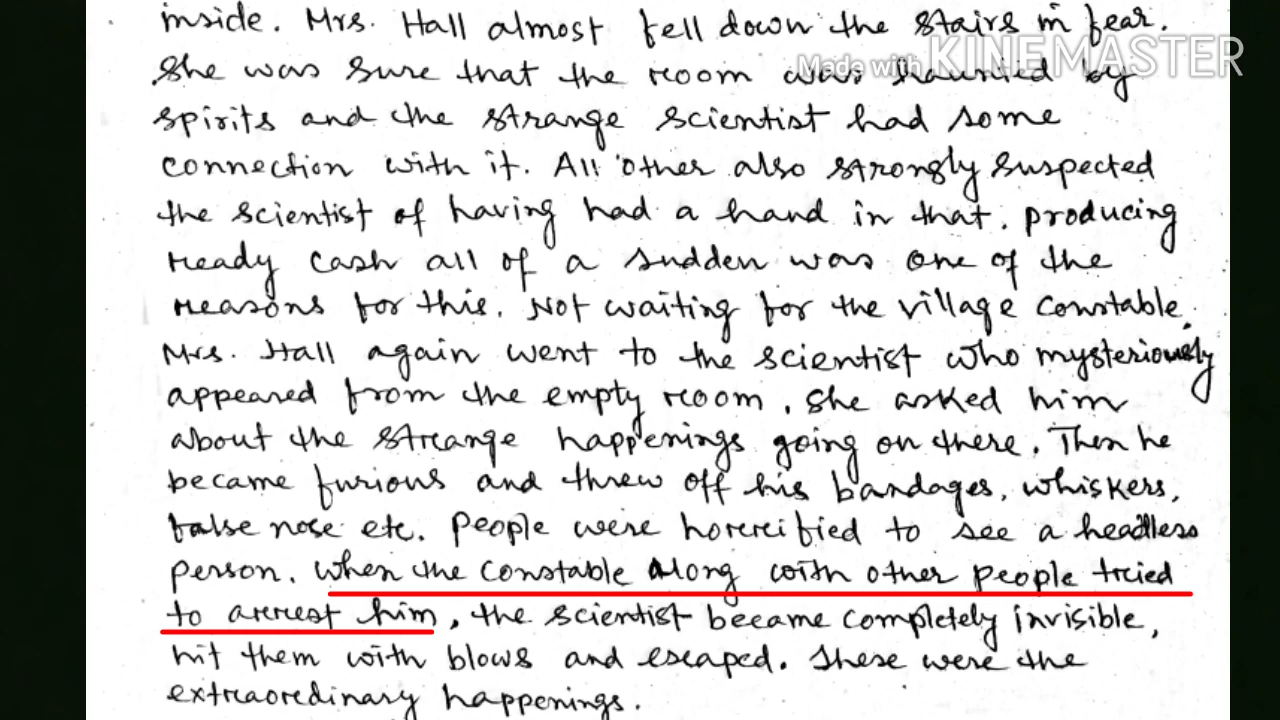 inside. Mrs. Hall almost fell down the stairs in fear.
Made with KINEMASTER
She was sure that the room was haunted by
spirits and the strange scientist had some
connection with it. All other also strongly suspected
the scientist of having had a hand in that. producing
ready cash all of a sudden was one of the
reasons for this. Not waiting for the village constable.
Mrs. Hall again went to the scientist who mysteriously
appeared from the empty room. She asked him
about the strange happenings going on there. Then he
became furious and threw off his bandages, whiskers,
false nose etc. people were horrified to see a headless
person. When the constable along with other people tried
to arrest him, the scientist became completely invisible,
hit them with blows and escaped. These were the
extraordinary happenings.